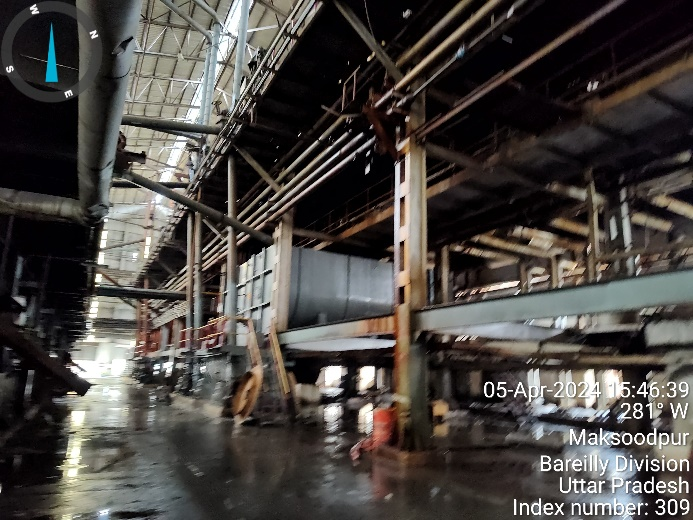 W
N
S
E
05-Apr-2024 15:46:39
281° W
Maksoodpur
Bareilly Division
Uttar Pradesh
Index number: 309